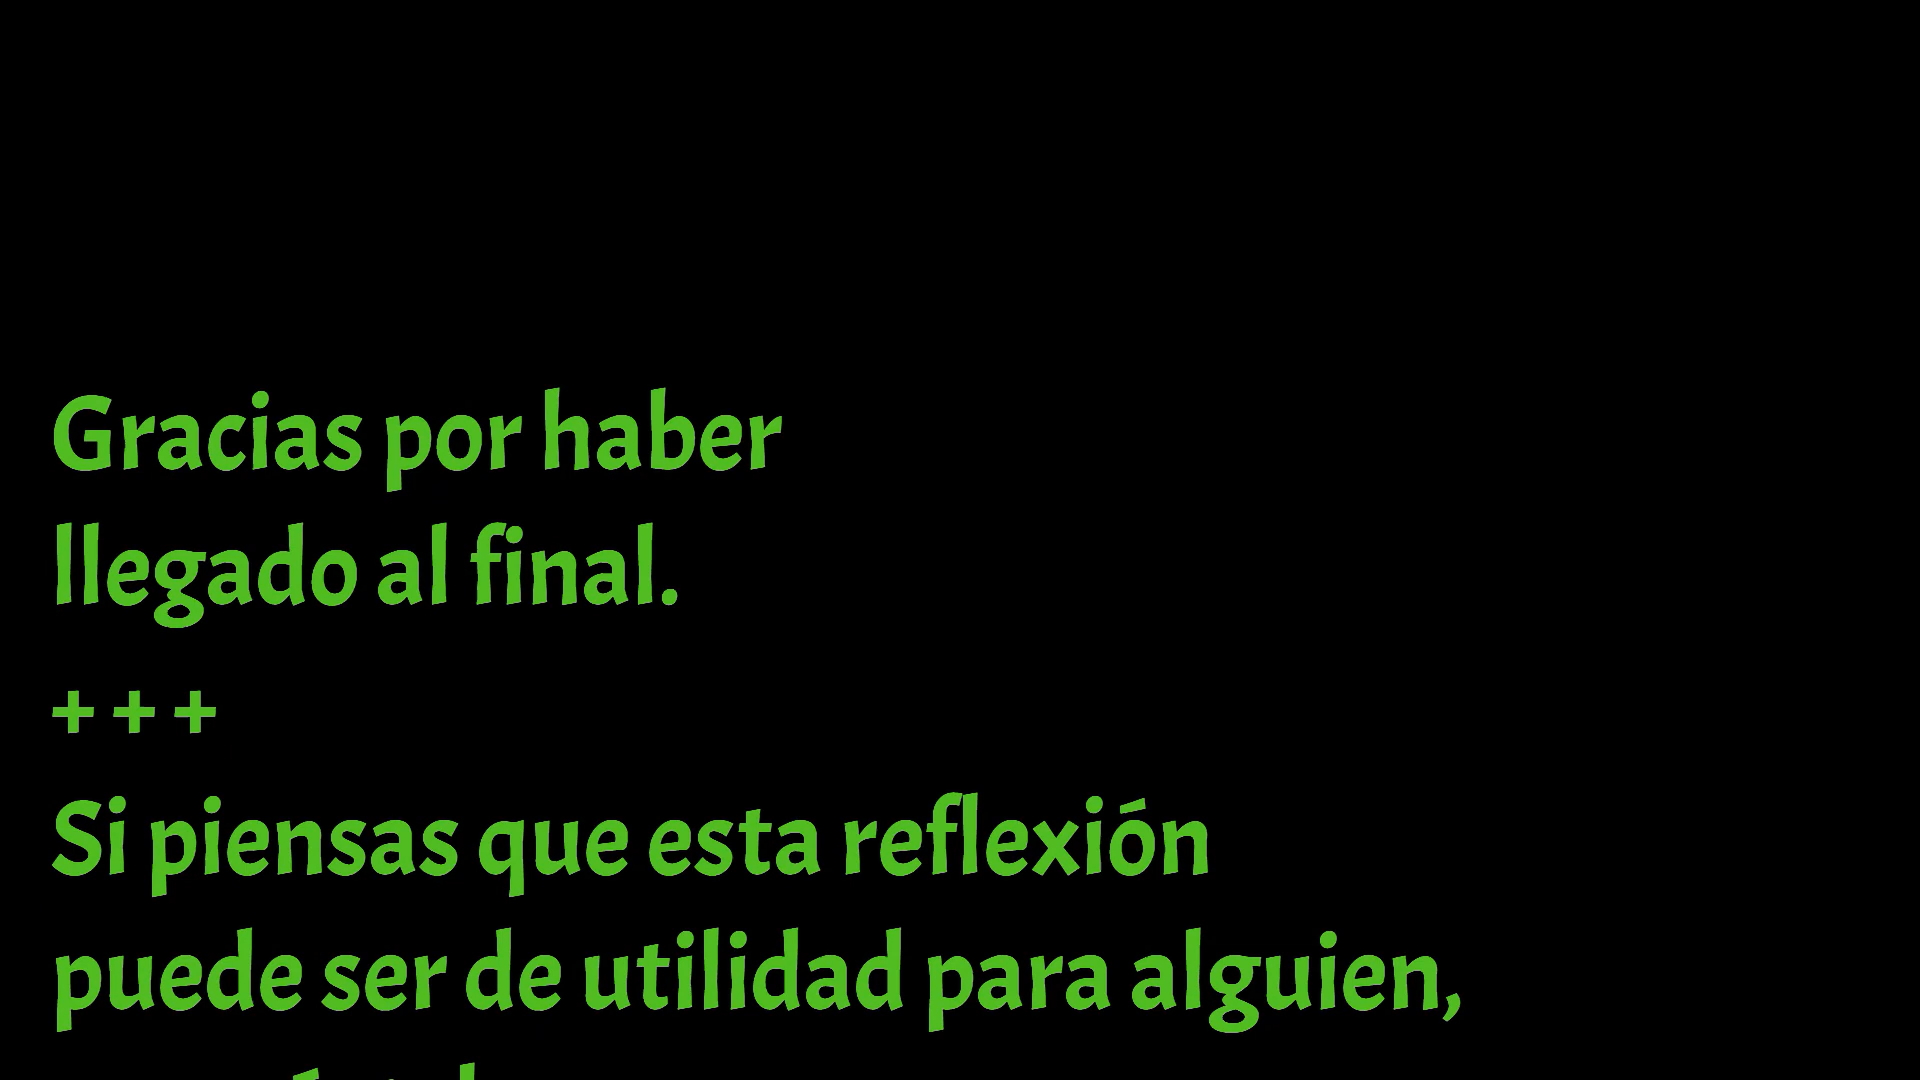 Gracias por haber
llegado al final.
+ + +
Si piensas que esta reflexión
puede ser de utilidad para alguien,